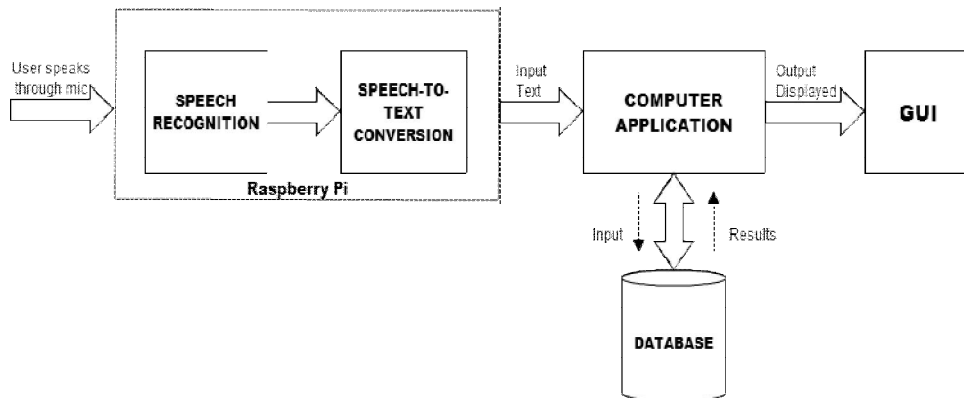 User speaks
through mic
SPEECH
RECOGNITION
SPEECH-TO-
TEXT
CONVERSION
Raspberry Pi
Input
Text
COMPUTER
APPLICATION
Output
Displayed
GUI
Input
Results
DATABASE